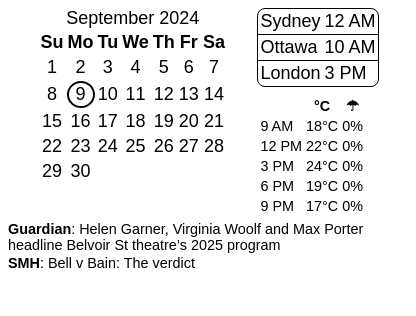 September 2024
Su Mo Tu We Th Fr Sa
1 2 3 4 5 6 7
8 9 10 11 12 13 14
15 16 17 18 19 20 21
22 23 24 25 26 27 28
29 30
Sydney 12 AM
Ottawa 10 AM
London 3 PM
°C ☂
9 AM 18°C 0%
12 PM 22°C 0%
3 PM 24°C 0%
6 PM 19°C 0%
9 PM 17°C 0%
Guardian: Helen Garner, Virginia Woolf and Max Porter
headline Belvoir St theatre's 2025 program
SMH: Bell v Bain: The verdict